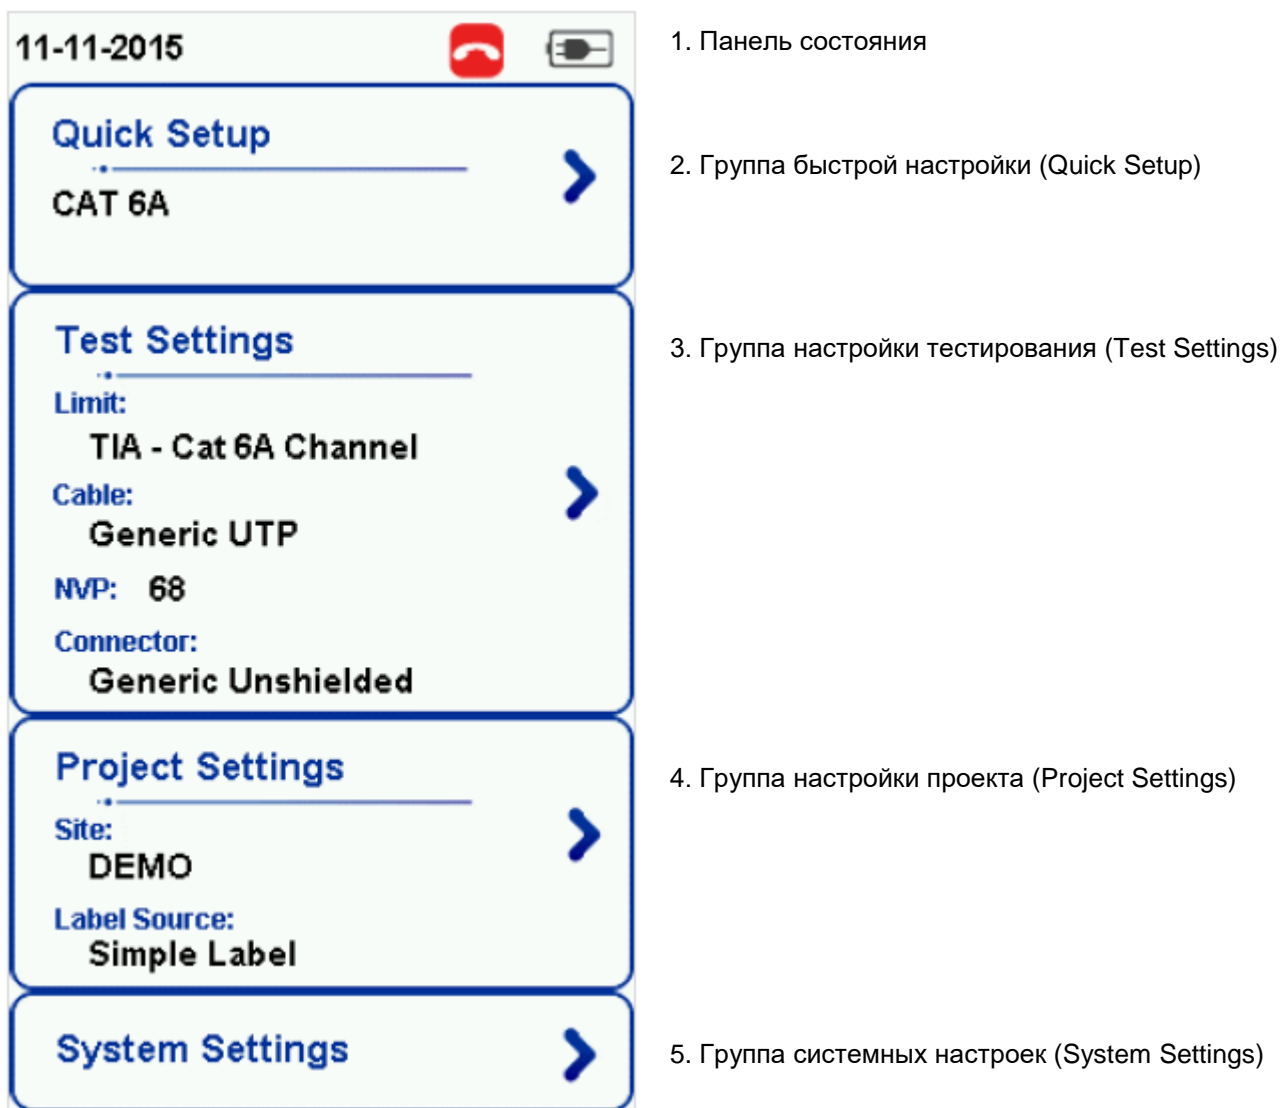 11-11-2015
1. Панель состояния
Quick Setup
CAT 6A
2. Группа быстрой настройки (Quick Setup)
Test Settings
3. Группа настройки тестирования (Test Settings)
Limit:
TIA - Cat 6A Channel
Cable:
Generic UTP
NVP: 68
Connector:
Generic Unshielded
Project Settings
4. Группа настройки проекта (Project Settings)
Site:
DEMO
Label Source:
Simple Label
System Settings
5. Группа системных настроек (System Settings)